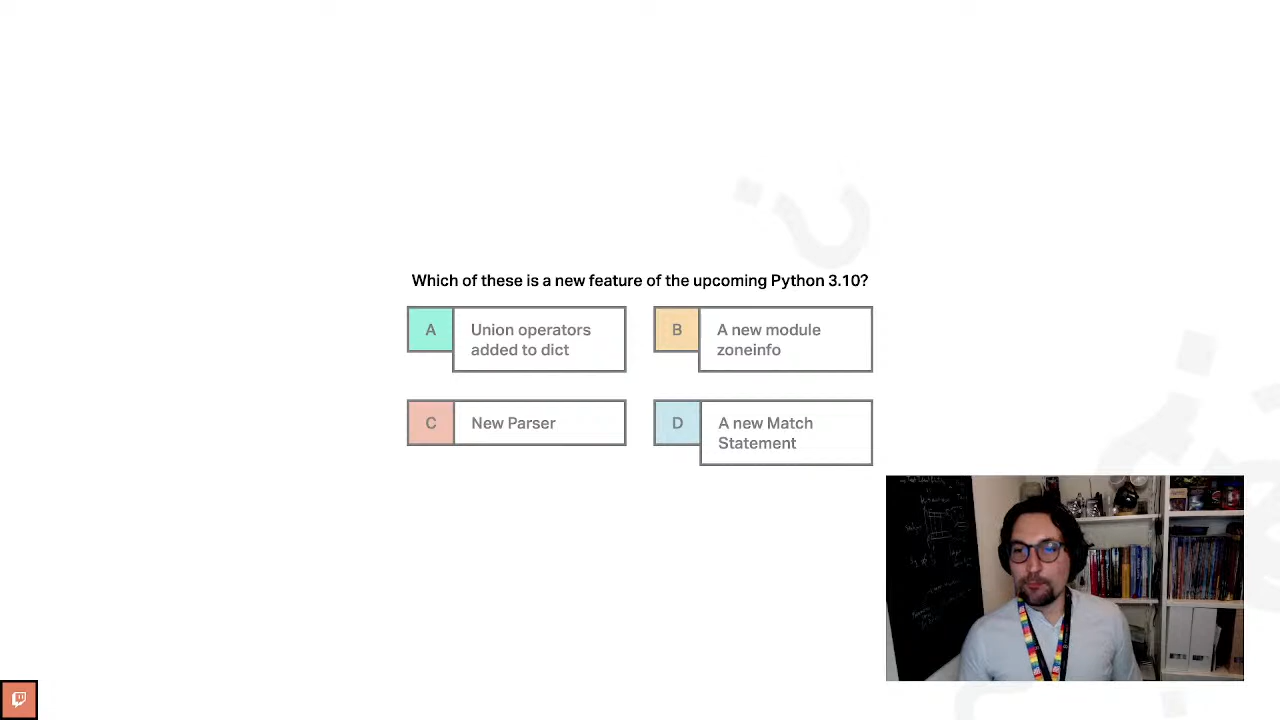 Which of these is a new feature of the upcoming Python 3.10?
A
Union operators
added to dict
B
A new module
zoneinfo
C
New Parser
D
A new Match
Statement